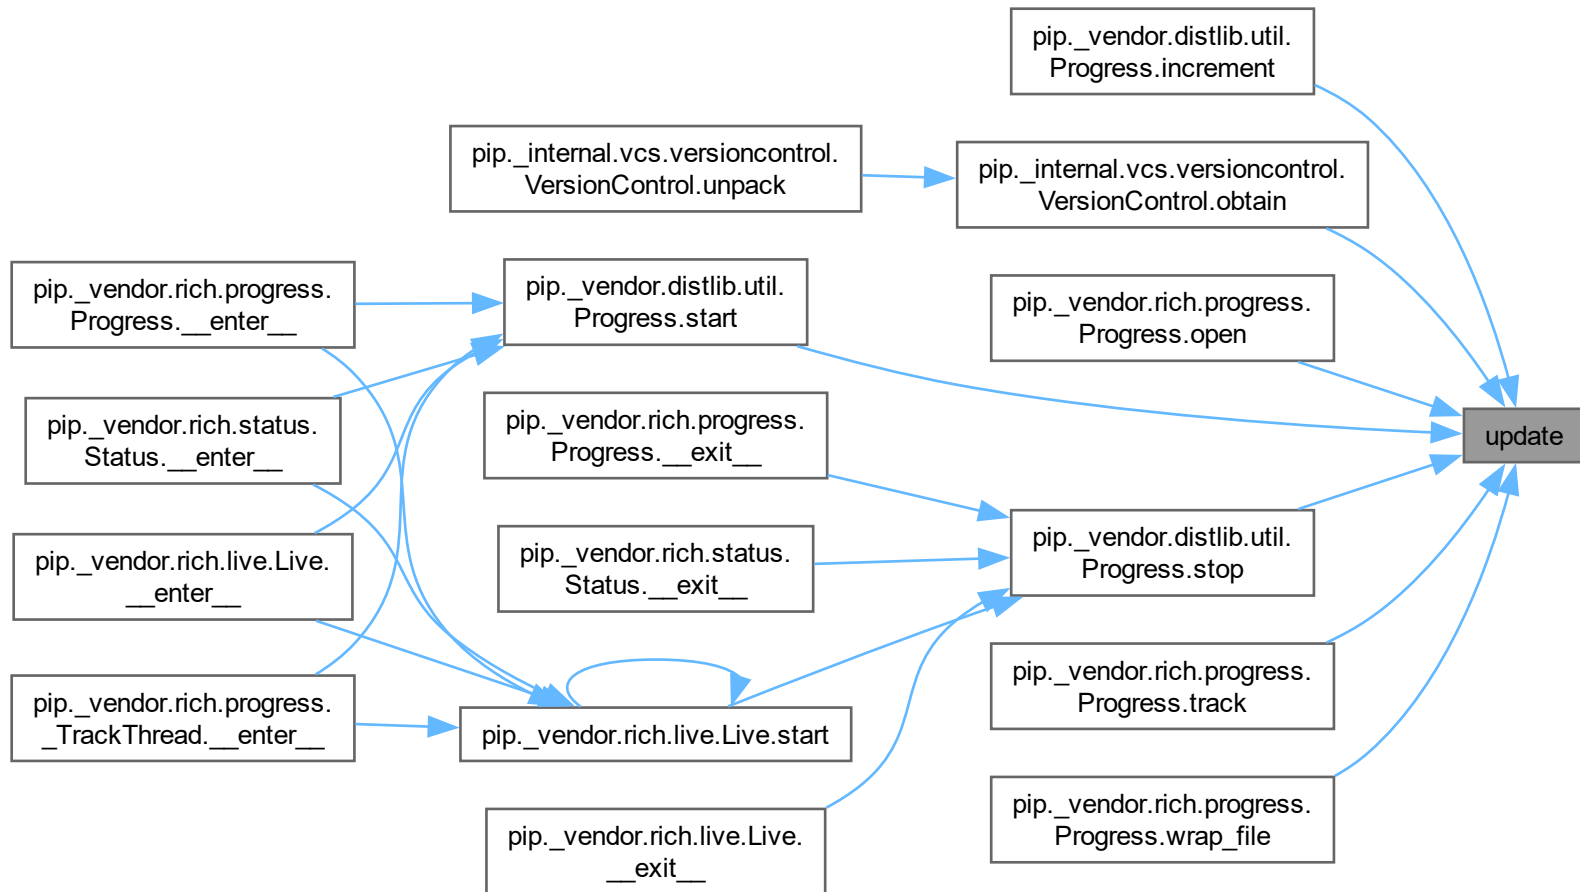 pip._vendor.distlib.util.
Progress.increment
pip._internal.vcs.versioncontrol.
VersionControl.unpack
pip._internal.vcs.versioncontrol.
VersionControl.obtain
pip._vendor.rich.progress.
Progress.__enter__
pip._vendor.distlib.util.
Progress.start
pip._vendor.rich.progress.
Progress.open
pip._vendor.rich.status.
Status.__enter__
pip._vendor.rich.progress.
Progress.__exit__
update
pip._vendor.rich.live.Live.
__enter__
pip._vendor.rich.status.
Status.__exit__
pip._vendor.distlib.util.
Progress.stop
pip._vendor.rich.progress.
_TrackThread.__enter__
pip._vendor.rich.live.Live.start
pip._vendor.rich.progress.
Progress.track
pip._vendor.rich.live.Live.
__exit__
pip._vendor.rich.progress.
Progress.wrap_file